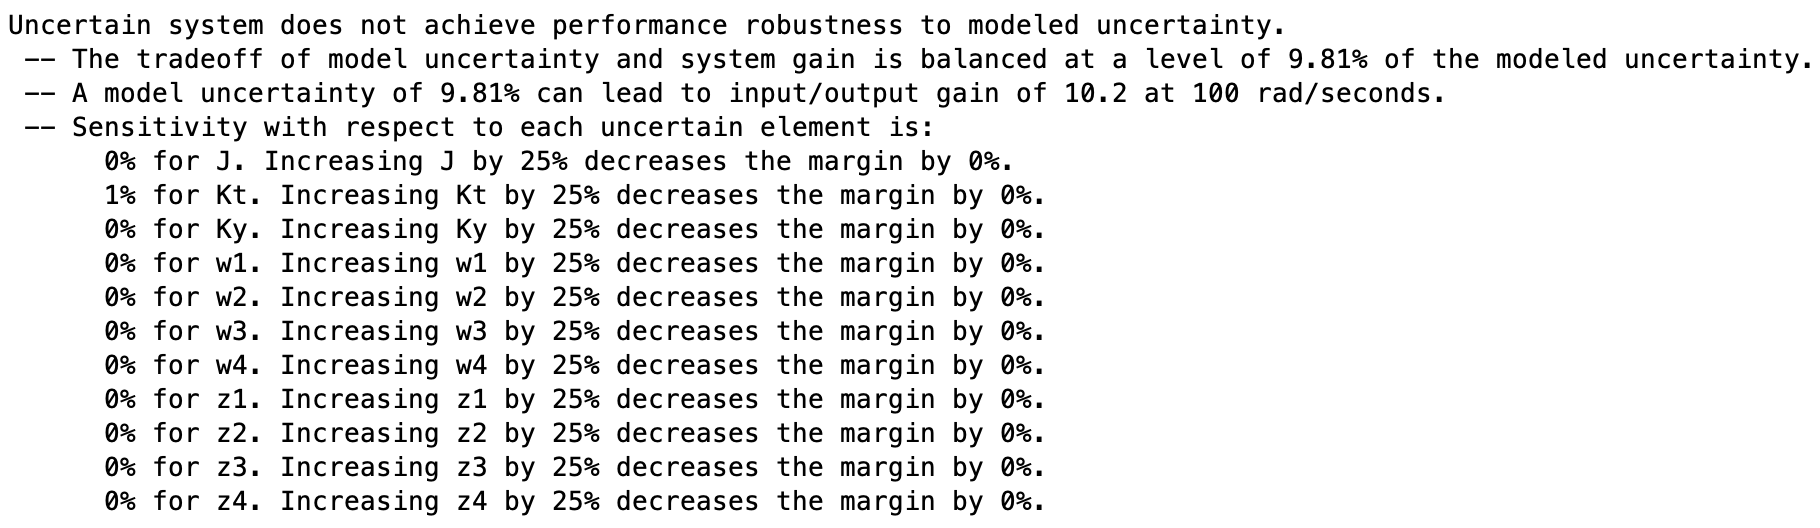 Uncertain system does not achieve performance robustness to modeled uncertainty.
-- The tradeoff of model uncertainty and system gain is balanced at a level of 9.81% of the modeled uncertainty.
-- A model uncertainty of 9.81% can lead to input/output gain of 10.2 at 100 rad/seconds.
-- Sensitivity with respect to each uncertain element is:
0% for J. Increasing J by 25% decreases the margin by 0%.
1% for Kt. Increasing Kt by 25% decreases the margin by 0%.
0% for Ky. Increasing Ky by 25% decreases the margin by 0%.
0% for w1. Increasing w1 by 25% decreases the margin by 0%.
0% for w2. Increasing w2 by 25% decreases the margin by 0%.
0% for w3. Increasing w3 by 25% decreases the margin by 0%.
0% for w4. Increasing w4 by 25% decreases the margin by 0%.
0% for z1. Increasing z1 by 25% decreases the margin by 0%.
0% for z2. Increasing z2 by 25% decreases the margin by 0%.
0% for z3. Increasing z3 by 25% decreases the margin by 0%.
0% for z4. Increasing z4 by 25% decreases the margin by 0%.